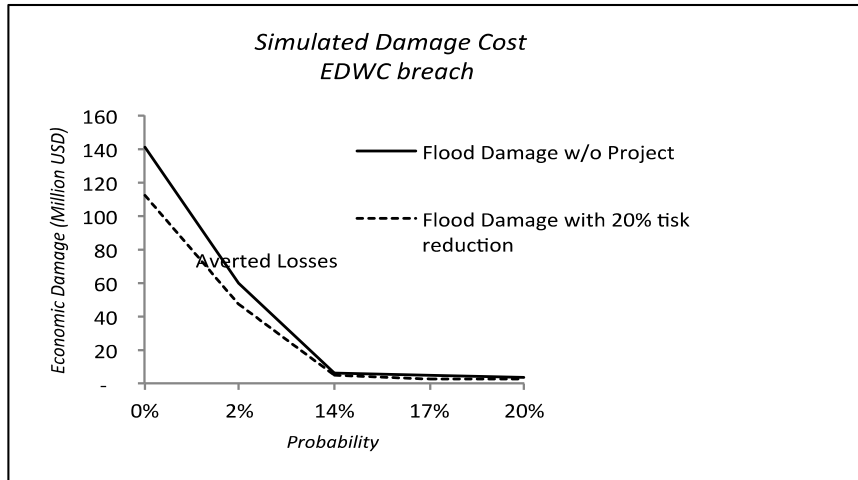 Simulated Damage Cost
EDWC breach
Economic Damage (Million USD)
160
140
120
100
80
60
40
20
-
Flood Damage w/o Project
Flood Damage with 20% tisk
reduction
Averted Losses
0% 2% 14% 17% 20%
Probability